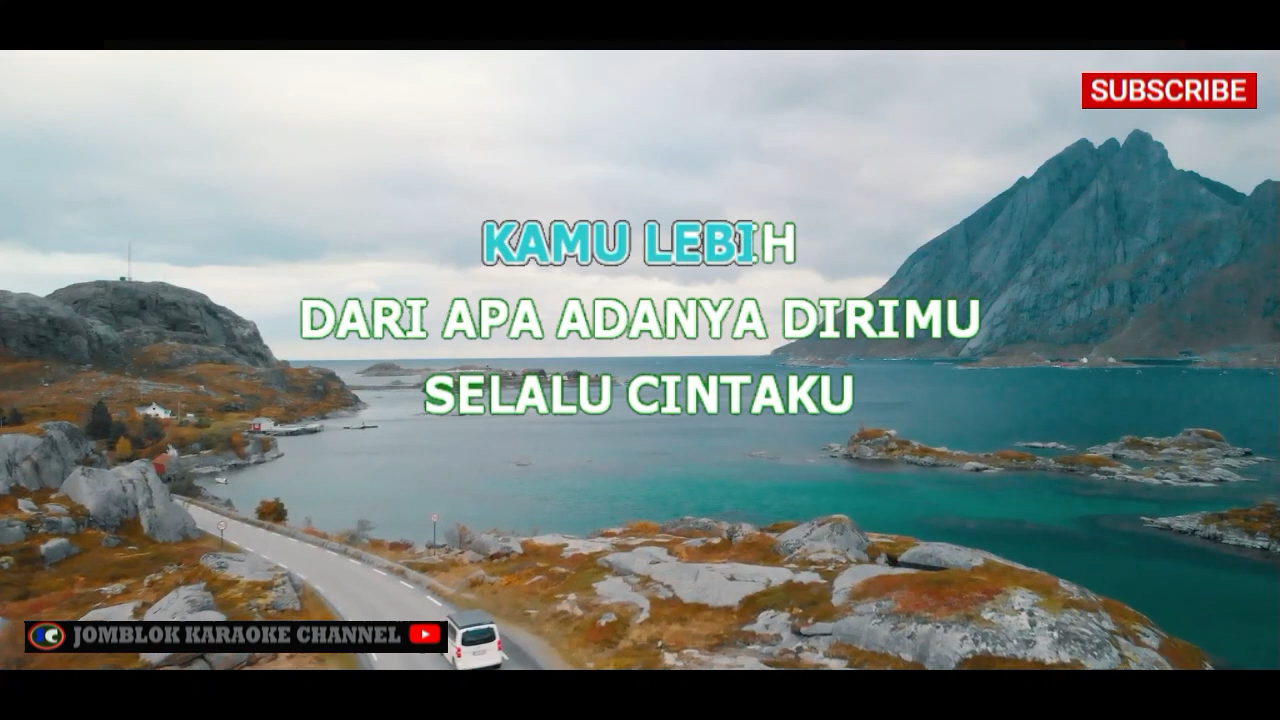 SUBSCRIBE
KAMU LEBIH
DARI APA ADANYA DIRIMU
SELALU CINTAKU
JOMBLOK KARAOKE CHANNEL